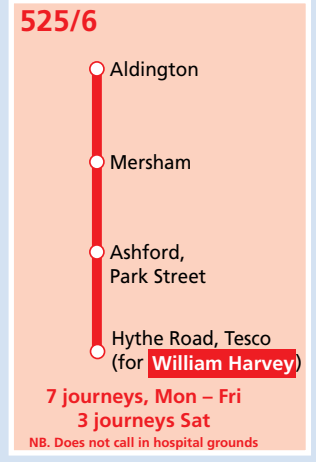 525/6
Aldington
Mersham
Ashford,
Park Street
Hythe Road, Tesco
(for William Harvey)
7 journeys, Mon – Fri
3 journeys Sat
NB. Does not call in hospital grounds